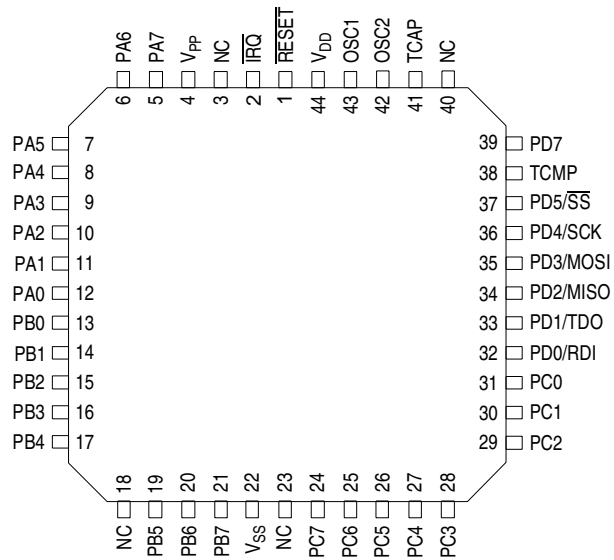 PA6 PA7 VPP NC IRQ RESET VDD OSC1 OSC2 TCAP NC
6 5 4 3 2 1 44 43 42 41 40
PA5 7 39 PD7
PA4 8 38 TCMP
PA3 9 37 PD5/SS
PA2 10 36 PD4/SCK
PA1 11 35 PD3/MOSI
PA0 12 34 PD2/MISO
PB0 13 33 PD1/TDO
PB1 14 32 PD0/RDI
PB2 15 31 PC0
PB3 16 30 PC1
PB4 17 29 PC2
18 19 20 21 22 23 24 25 26 27 28
NC PB5 PB6 PB7 VSS NC PC7 PC6 PC5 PC4 PC3